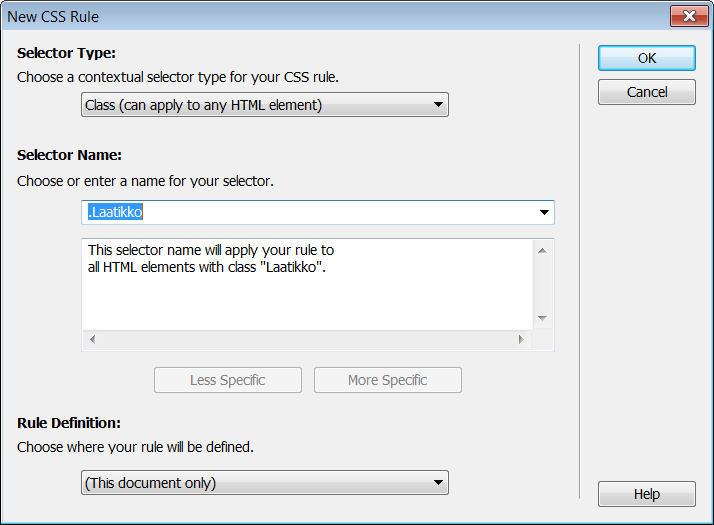 New CSS Rule
Selector Type:
Choose a contextual selector type for your CSS rule.
Class (can apply to any HTML element)
OK
Cancel
Selector Name:
Choose or enter a name for your selector.
.Laatikko
This selector name will apply your rule to
all HTML elements with class "Laatikko".
Less Specific
More Specific
Rule Definition:
Choose where your rule will be defined.
(This document only)
Help